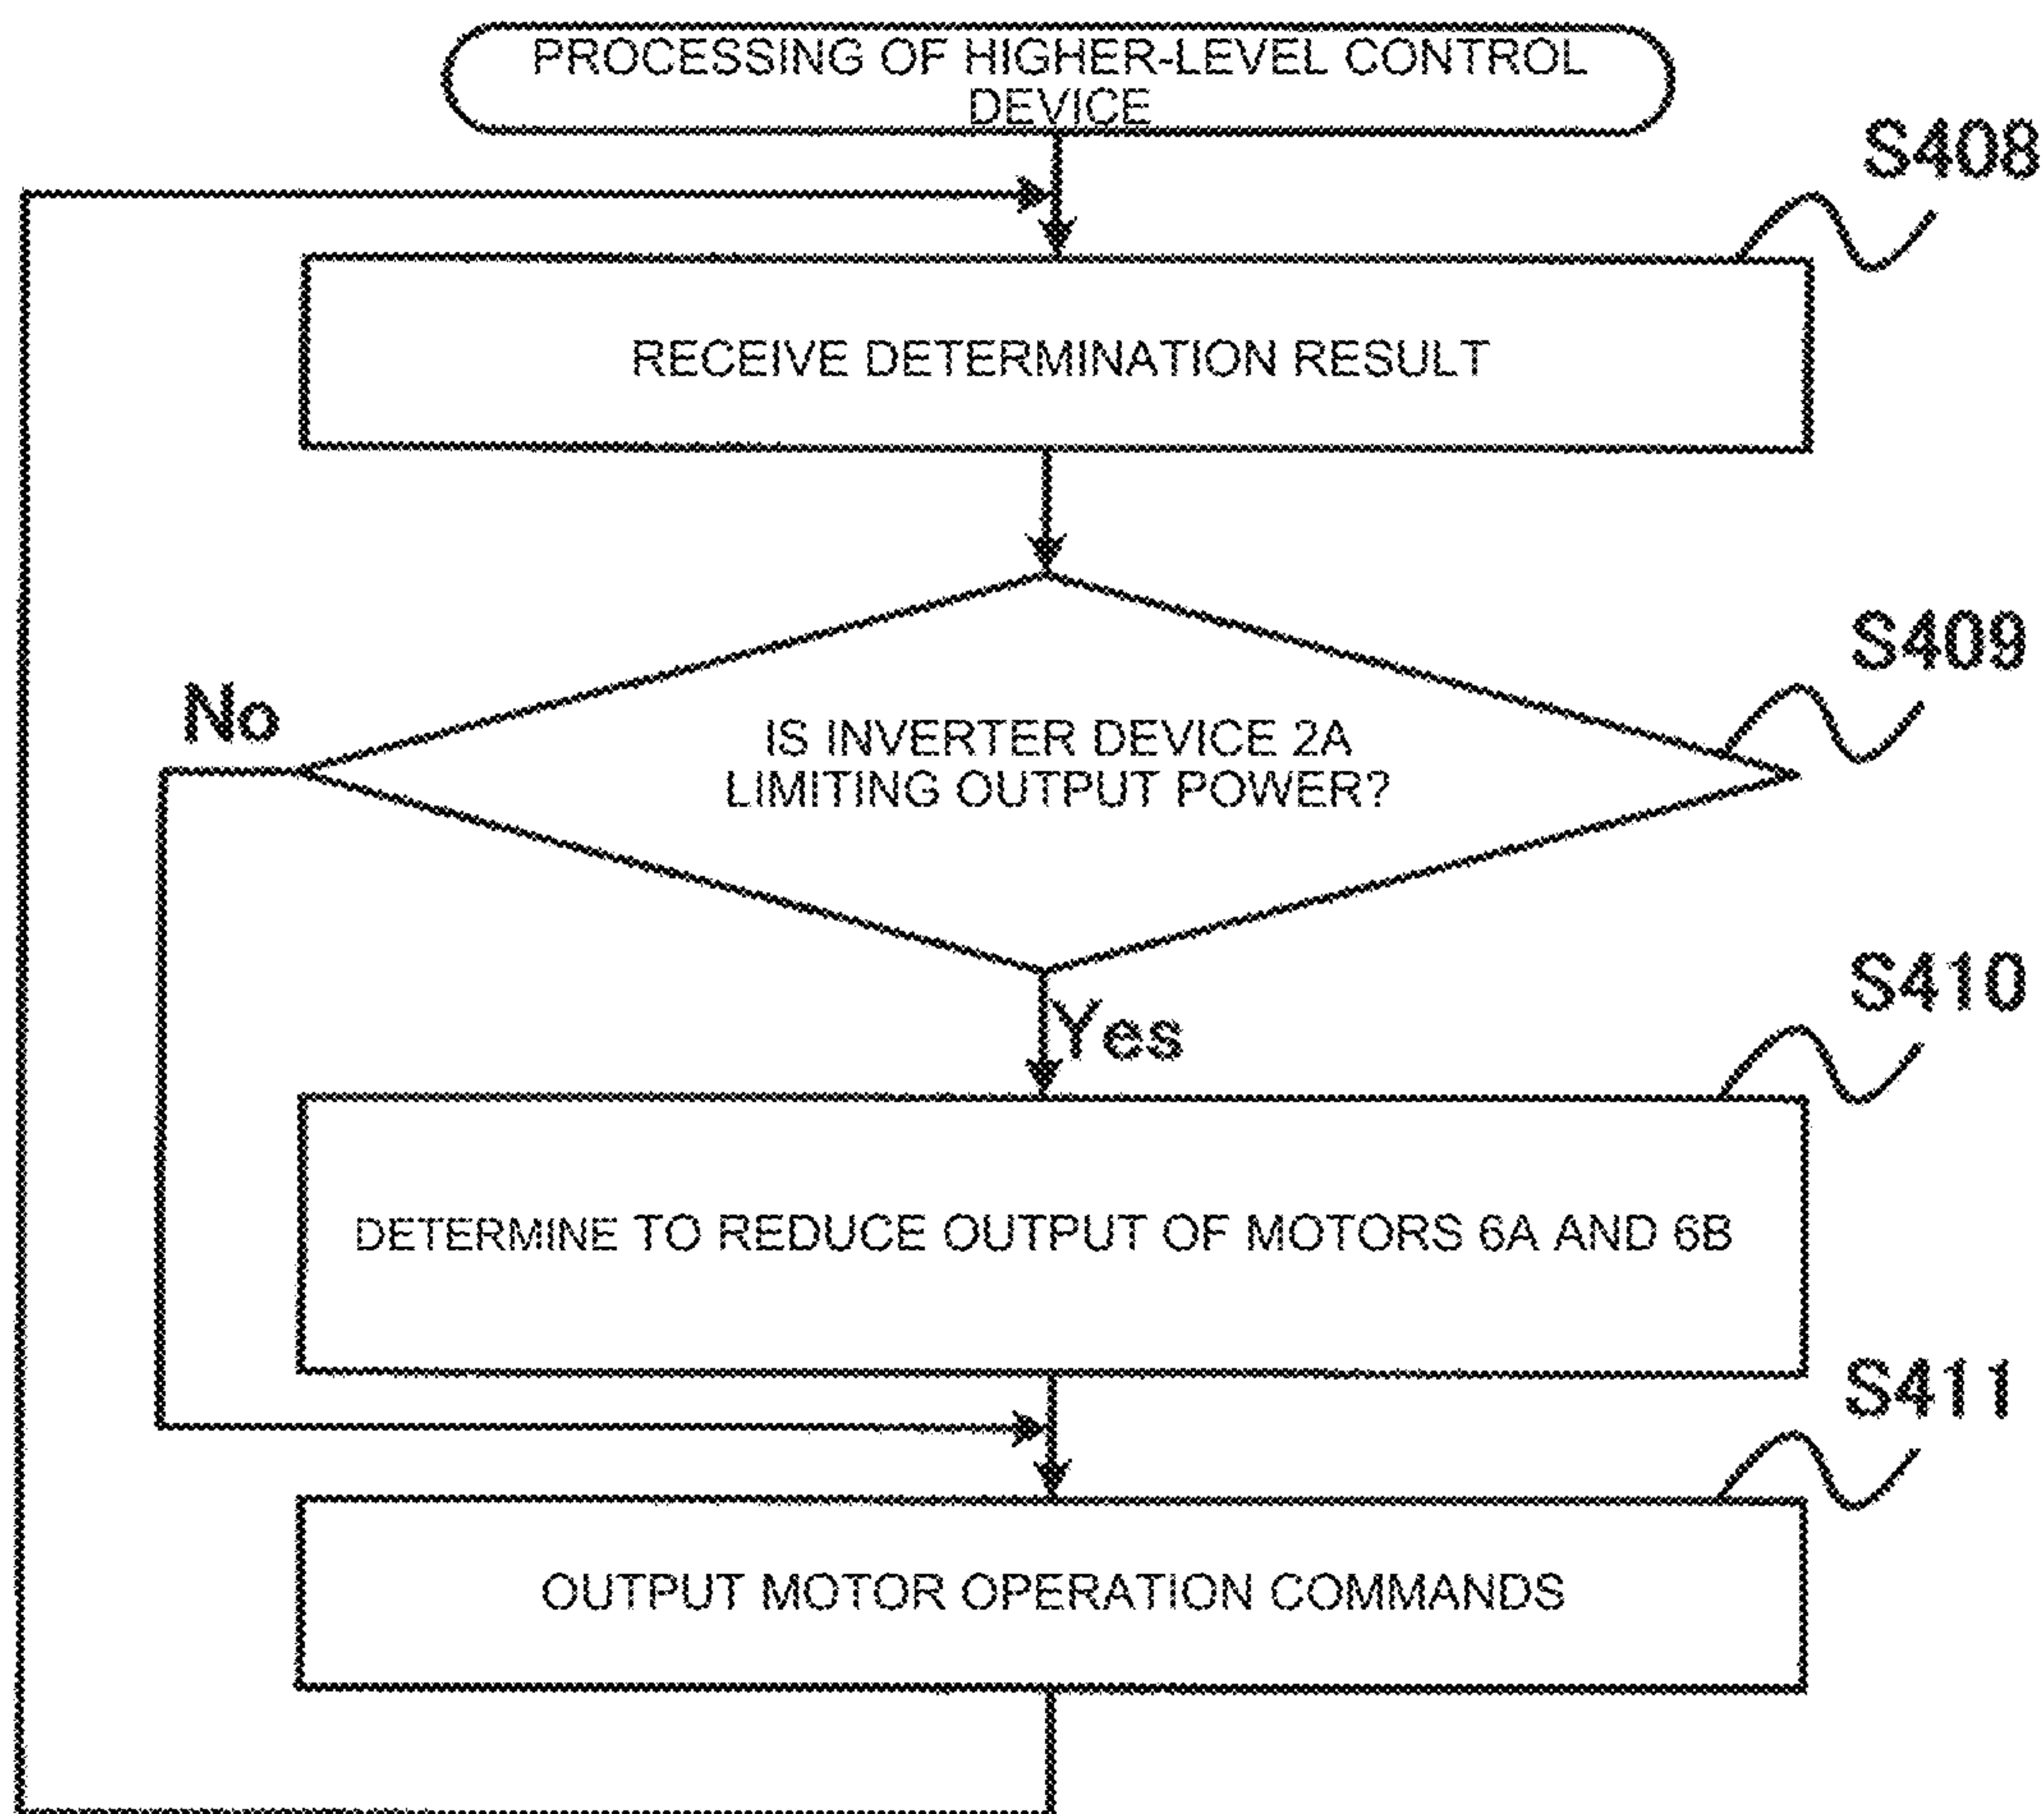 PROCESSING OF HIGHER-LEVEL CONTROL
DEVICE
S408
RECEIVE DETERMINATION RESULT
S409
No
IS INVERTER DEVICE 2A
LIMITING OUTPUT POWER?
Yes
S410
DETERMINE TO REDUCE OUTPUT OF MOTORS 6A AND 6B
S411
OUTPUT MOTOR OPERATION COMMANDS